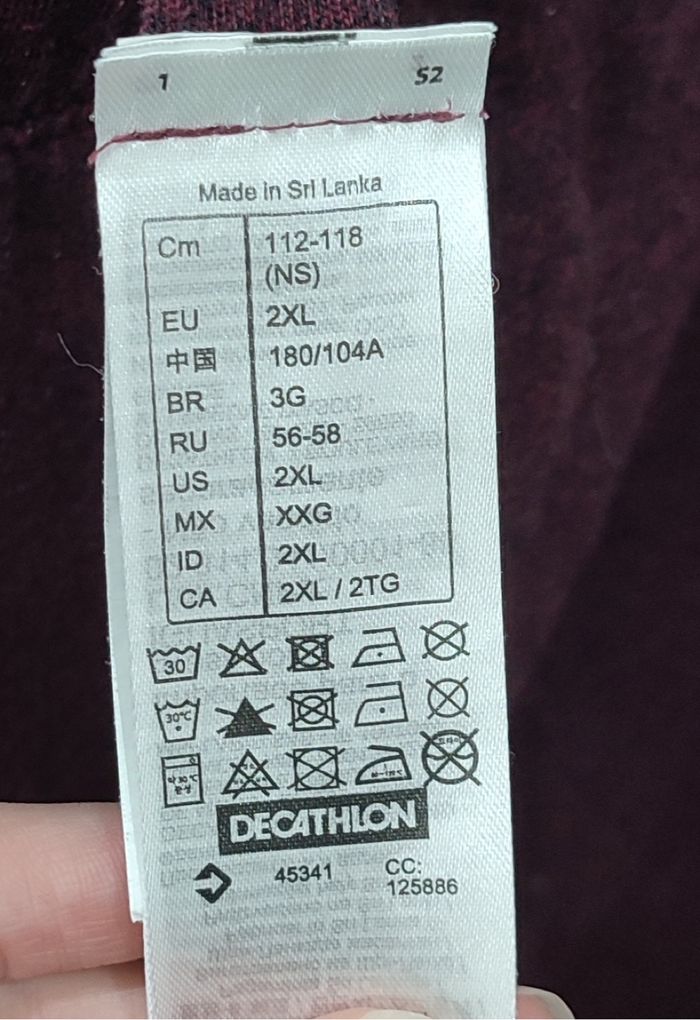 1 S2
Made in Sri Lanka
Cm 112-118
(NS)
EU 2XL
中国 180/104A
BR 3G
RU 56-58
US 2XL
MX XXG
ID 2XL
CA 2XL / 2TG
30
30°C
DECATHLON
45341 CC:
125886